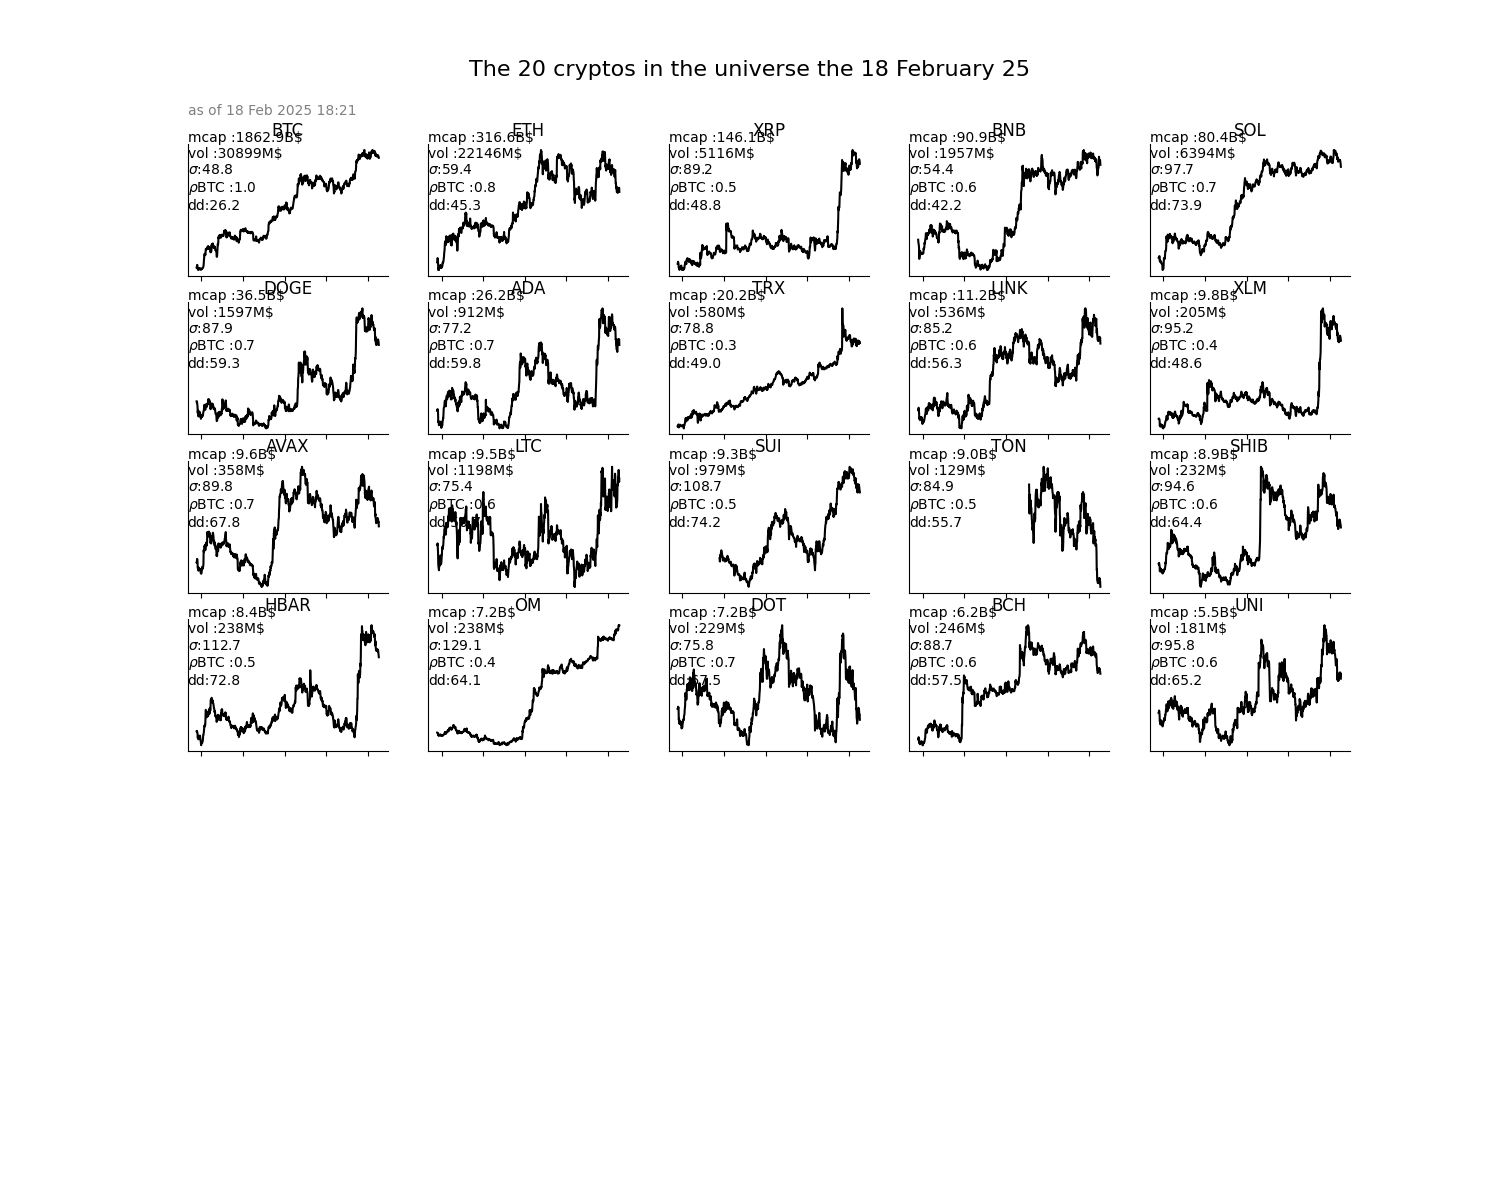 The 20 cryptos in the universe the 18 February 25
as of 18 Feb 2025 18:21
BTC
mcap :1862.9B$
vol :30899M$
σ:48.8
ρBTC :1.0
dd:26.2
ETH
mcap :316.6B$
vol :22146M$
σ:59.4
ρBTC :0.8
dd:45.3
XRP
mcap :146.1B$
vol :5116M$
σ:89.2
ρBTC :0.5
dd:48.8
BNB
mcap :90.9B$
vol :1957M$
σ:54.4
ρBTC :0.6
dd:42.2
SOL
mcap :80.4B$
vol :6394M$
σ:97.7
ρBTC :0.7
dd:73.9
DOGE
mcap :36.5B$
vol :1597M$
σ:87.9
ρBTC :0.7
dd:59.3
ADA
mcap :26.2B$
vol :912M$
σ:77.2
ρBTC :0.7
dd:59.8
TRX
mcap :20.2B$
vol :580M$
σ:78.8
ρBTC :0.3
dd:49.0
LINK
mcap :11.2B$
vol :536M$
σ:85.2
ρBTC :0.6
dd:56.3
XLM
mcap :9.8B$
vol :205M$
σ:95.2
ρBTC :0.4
dd:48.6
AVAX
mcap :9.6B$
vol :358M$
σ:89.8
ρBTC :0.7
dd:67.8
LTC
mcap :9.5B$
vol :1198M$
σ:75.4
ρBTC :0.6
SUI
mcap :9.3B$
vol :979M$
σ:108.7
ρBTC :0.5
dd:74.2
TON
mcap :9.0B$
vol :129M$
σ:84.9
ρBTC :0.5
dd:55.7
SHIB
mcap :8.9B$
vol :232M$
σ:94.6
ρBTC :0.6
dd:64.4
HBAR
mcap :8.4B$
vol :238M$
σ:112.7
ρBTC :0.5
dd:72.8
OM
mcap :7.2B$
vol :238M$
σ:129.1
ρBTC :0.4
dd:64.1
DOT
mcap :7.2B$
vol :229M$
σ:75.8
ρBTC :0.7
dd:67.5
BCH
mcap :6.2B$
vol :246M$
σ:88.7
ρBTC :0.6
dd:57.5
UNI
mcap :5.5B$
vol :181M$
σ:95.8
ρBTC :0.6
dd:65.2